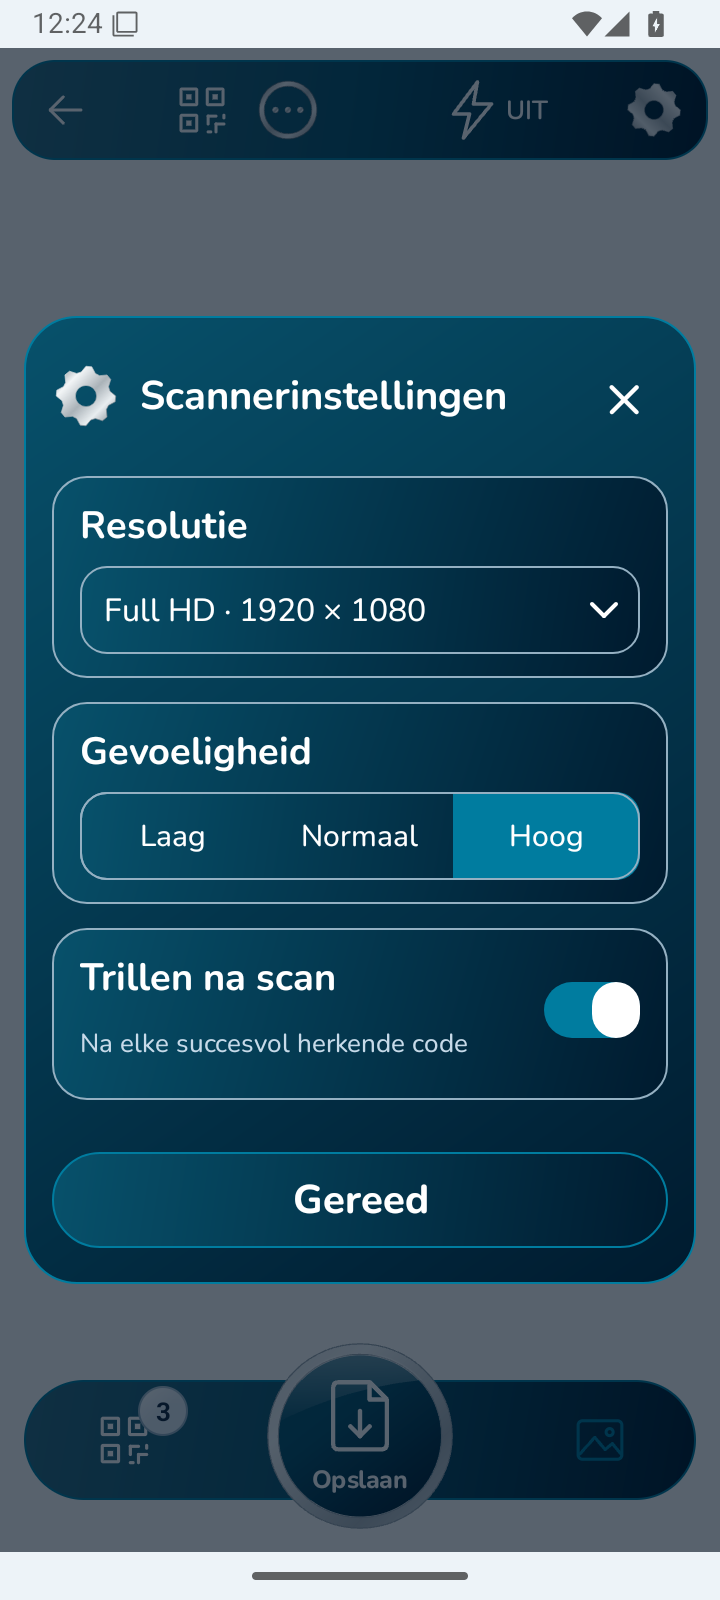 12:24
UIT
Scannerinstellingen
Resolutie
Full HD · 1920 × 1080
Gevoeligheid
Laag Normaal Hoog
Trillen na scan
Na elke succesvol herkende code
Gereed
3
Opslaan